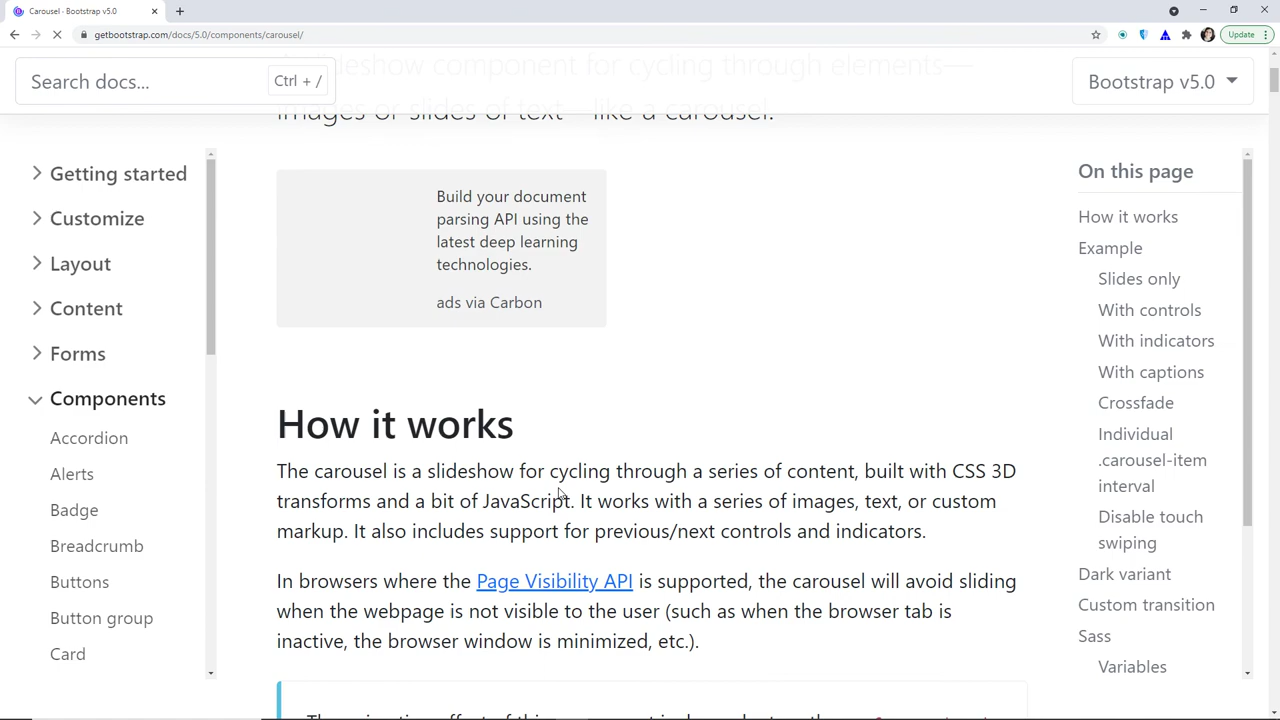 Carousel · Bootstrap v5.0
getbootstrap.com/docs/5.0/components/carousel/
Update
Search docs...
Ctrl + /
Bootstrap v5.0
slideshow component for cycling through elements—
images or slides of text—like a carousel.
Getting started
Customize
Layout
Content
Forms
Components
Accordion
Alerts
Badge
Breadcrumb
Buttons
Button group
Card
Build your document
parsing API using the
latest deep learning
technologies.
ads via Carbon
How it works
The carousel is a slideshow for cycling through a series of content, built with CSS 3D
transforms and a bit of JavaScript. It works with a series of images, text, or custom
markup. It also includes support for previous/next controls and indicators.
In browsers where the Page Visibility API is supported, the carousel will avoid sliding
when the webpage is not visible to the user (such as when the browser tab is
inactive, the browser window is minimized, etc.).
On this page
How it works
Example
Slides only
With controls
With indicators
With captions
Crossfade
Individual
.carousel-item
interval
Disable touch
swiping
Dark variant
Custom transition
Sass
Variables